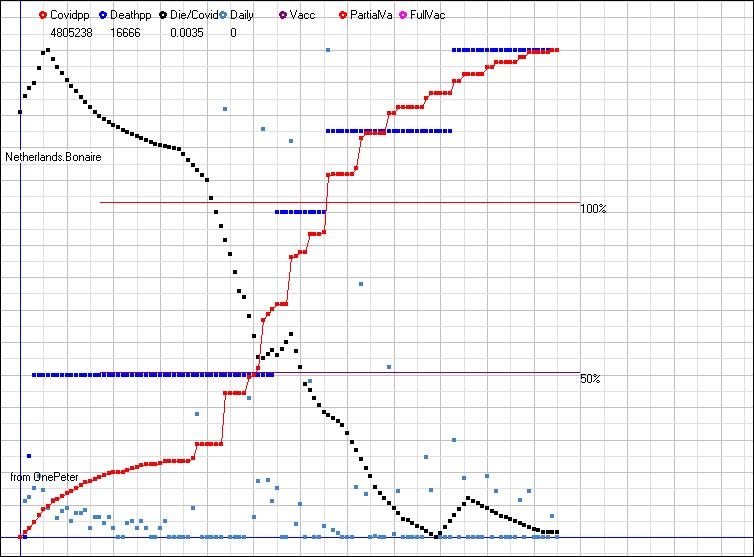 Covidpp Deathpp Die/Covid Daily Vacc PartialVa FullVac
4805238 16666 0.0035 0
Netherlands.Bonaire
100%
50%
from OnePeter